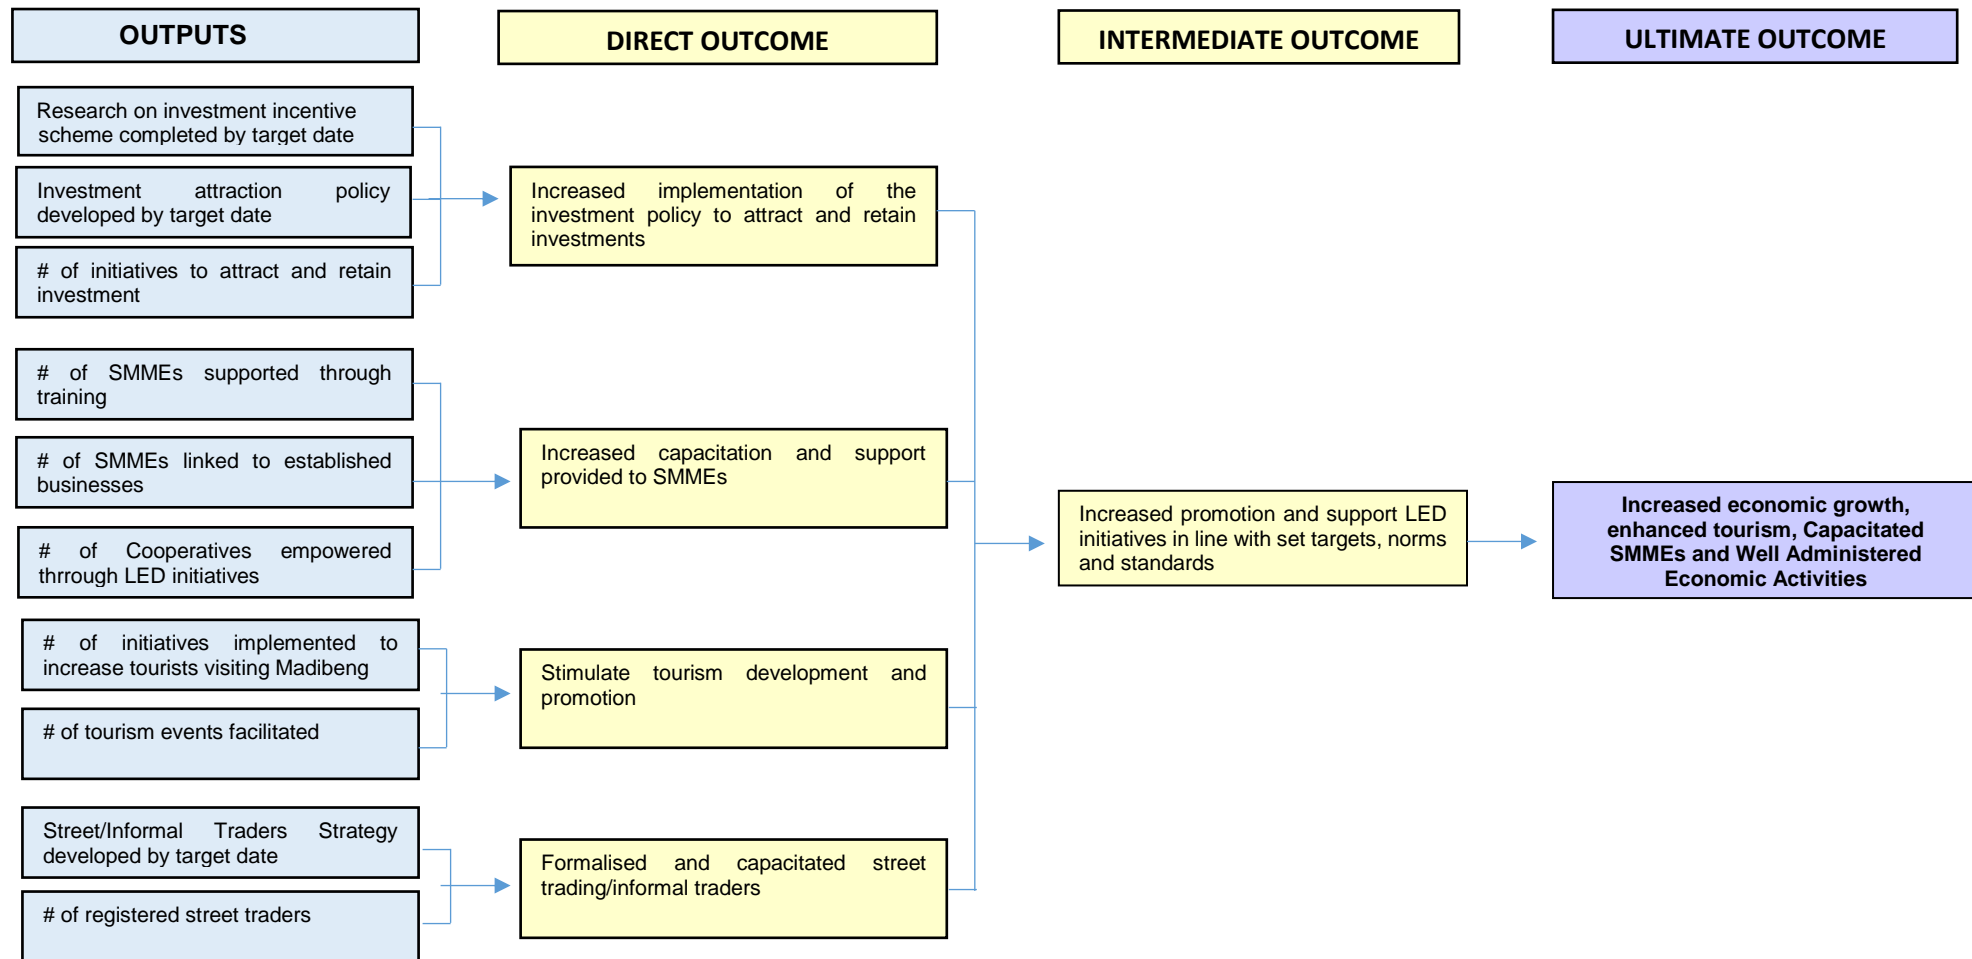 OUTPUTS
DIRECT OUTCOME
INTERMEDIATE OUTCOME
ULTIMATE OUTCOME
Research on investment incentive
scheme completed by target date
Investment attraction policy
developed by target date
# of initiatives to attract and retain
investment
Increased implementation of the
investment policy to attract and retain
investments
# of SMMEs supported through
training
# of SMMEs linked to established
businesses
# of Cooperatives empowered
thrrough LED initiatives
Increased capacitation and support
provided to SMMEs
# of initiatives implemented to
increase tourists visiting Madibeng
# of tourism events facilitated
Stimulate tourism development and
promotion
Street/Informal Traders Strategy
developed by target date
# of registered street traders
Formalised and capacitated street
trading/informal traders
Increased promotion and support LED
initiatives in line with set targets, norms
and standards
Increased economic growth,
enhanced tourism, Capacitated
SMMEs and Well Administered
Economic Activities